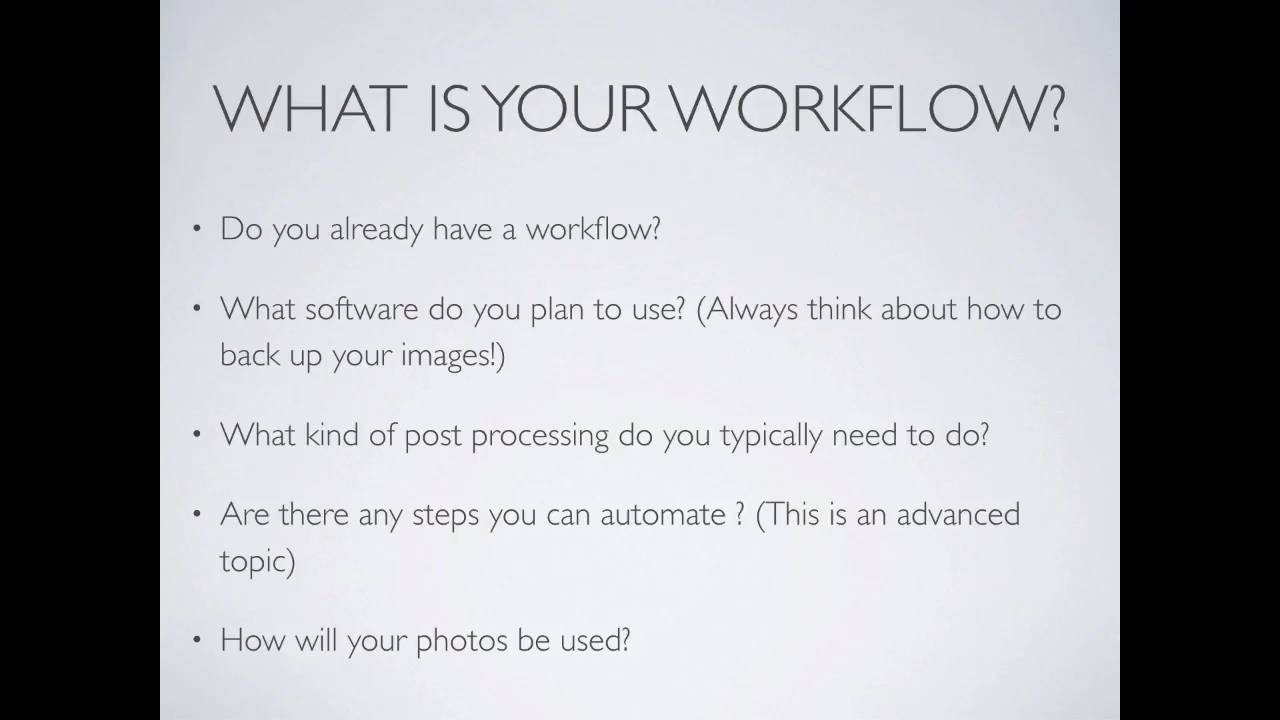 WHAT IS YOUR WORKFLOW?
• Do you already have a workflow?
• What software do you plan to use? (Always think about how to
back up your images!)
• What kind of post processing do you typically need to do?
• Are there any steps you can automate ? (This is an advanced
topic)
• How will your photos be used?